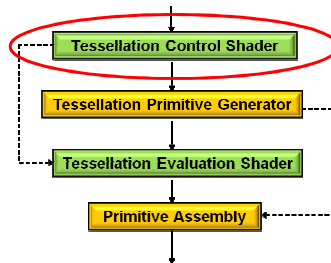 Tessellation Control Shader
Tessellation Primitive Generator
Tessellation Evaluation Shader
Primitive Assembly